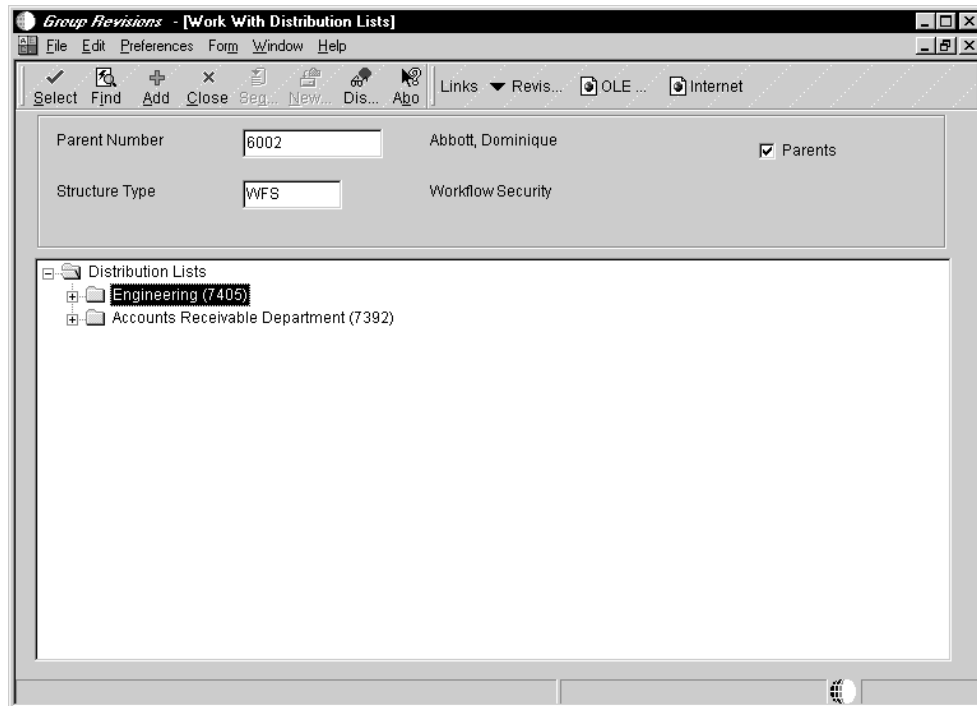 Group Revisions - [Work With Distribution Lists]
File Edit Preferences Form Window Help
Select Find Add Close Seq... New... Dis... Abo Links Revis... OLE ... Internet
Parent Number 6002 Abbott, Dominique Parents
Structure Type WFS Workflow Security
Distribution Lists
Engineering (7405)
Accounts Receivable Department (7392)